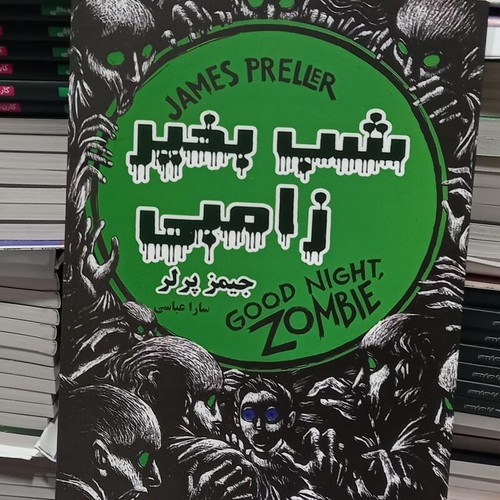 JAMES PRELLER
شب بخیر
زامبی
جیمز پرلر
سارا عباسی
GOOD NIGHT,
ZOMBIE